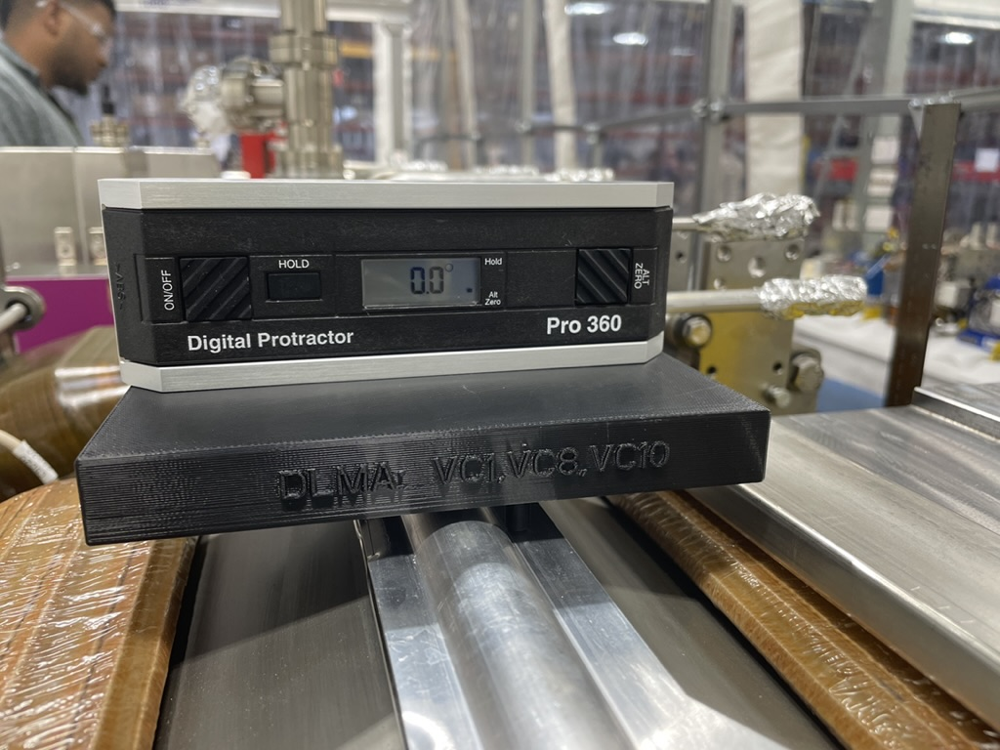 ON/OFF
HOLD
0.0°
Hold
Alt
Zero
ALT
ZERO
Digital Protractor
Pro 360
DLMA, VC1,VC8,VC10